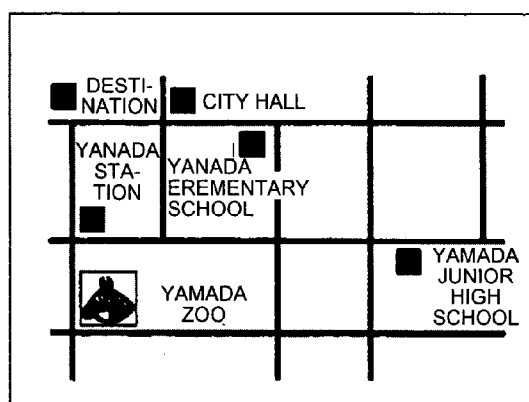 DESTI-
NATION
CITY HALL
YANADA
STA-
TION
YANADA
EREMENTARY
SCHOOL
YAMADA
JUNIOR
HIGH
SCHOOL
YAMADA
ZOO